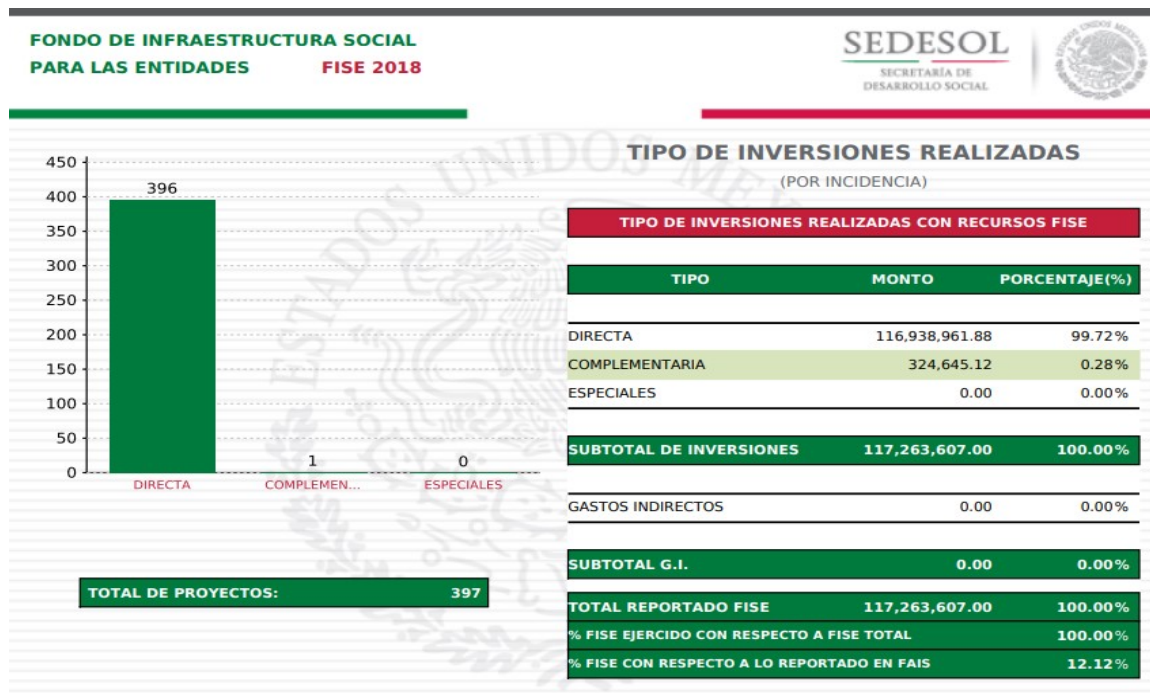 FONDO DE INFRAESTRUCTURA SOCIAL
PARA LAS ENTIDADES FISE 2018
SEDESOL
SECRETARÍA DE
DESARROLLO SOCIAL
ESTADOS UNIDOS MEXICANOS
450
400
350
300
250
200
150
100
50
0
396
1
0
DIRECTA COMPLEMEN... ESPECIALES
TOTAL DE PROYECTOS: 397
TIPO DE INVERSIONES REALIZADAS
(POR INCIDENCIA)
TIPO DE INVERSIONES REALIZADAS CON RECURSOS FISE
TIPO MONTO PORCENTAJE(%)
DIRECTA 116,938,961.88 99.72%
COMPLEMENTARIA 324,645.12 0.28%
ESPECIALES 0.00 0.00%
SUBTOTAL DE INVERSIONES 117,263,607.00 100.00%
GASTOS INDIRECTOS 0.00 0.00%
SUBTOTAL G.I. 0.00 0.00%
TOTAL REPORTADO FISE 117,263,607.00 100.00%
% FISE EJERCIDO CON RESPECTO A FISE TOTAL 100.00%
% FISE CON RESPECTO A LO REPORTADO EN FAIS 12.12%
ESTADOS UNIDOS ME